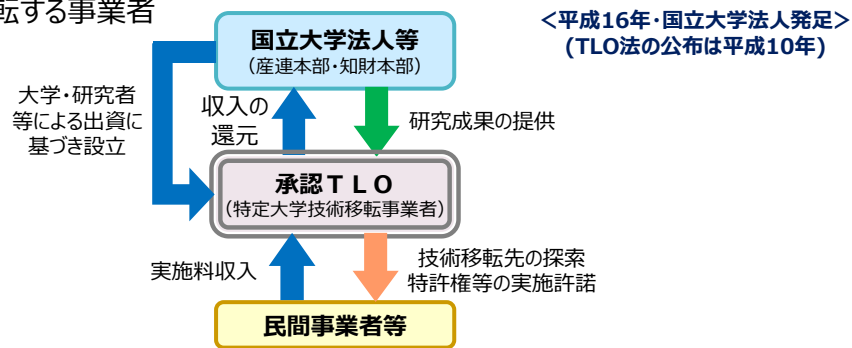 転する事業者
<平成16年・国立大学法人発足>
(TLO法の公布は平成10年)
国立大学法人等
(産連本部・知財本部)
大学・研究者
等による出資に
基づき設立
収入の
還元
研究成果の提供
承認TLO
(特定大学技術移転事業者)
実施料収入
技術移転先の探索
特許権等の実施許諾
民間事業者等